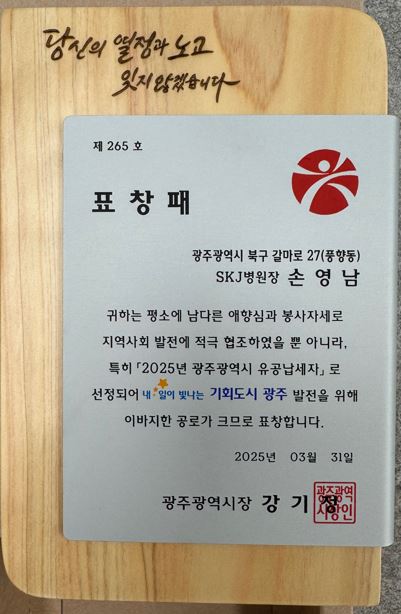 당신의 열정과 노고
잊지 않겠습니다
제 265 호
표 창 패
광주광역시 북구 갈마로 27(풍향동)
SKJ병원장 손 영 남
귀하는 평소에 남다른 애향심과 봉사자세로
지역사회 발전에 적극 협조하였을 뿐 아니라,
특히 「2025년 광주광역시 유공납세자」로
선정되어 내☆일이 빛나는 기회도시 광주 발전을 위해
이바지한 공로가 크므로 표창합니다.
2025년 03월 31일
광주광역시장 강 기 정
광주광역
시장인